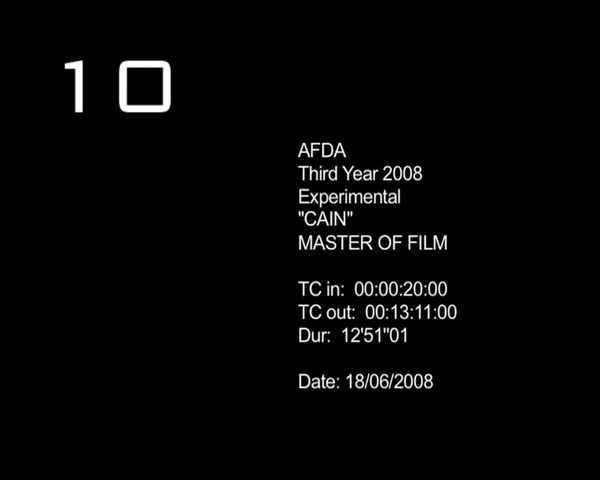 10
AFDA
Third Year 2008
Experimental
"CAIN"
MASTER OF FILM
TC in: 00:00:20:00
TC out: 00:13:11:00
Dur: 12'51"01
Date: 18/06/2008